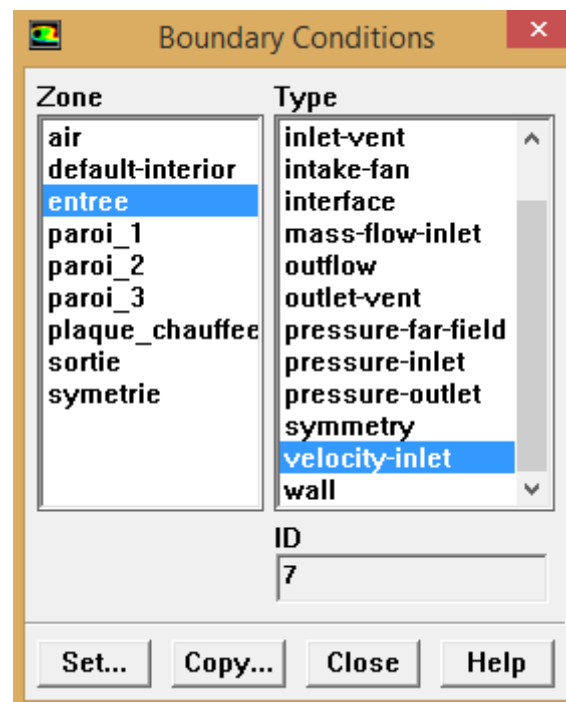 Boundary Conditions
Zone
air
default-interior
entree
paroi_1
paroi_2
paroi_3
plaque_chauffee
sortie
symetrie
Type
inlet-vent
intake-fan
interface
mass-flow-inlet
outflow
outlet-vent
pressure-far-field
pressure-inlet
pressure-outlet
symmetry
velocity-inlet
wall
ID
7
Set... Copy... Close Help